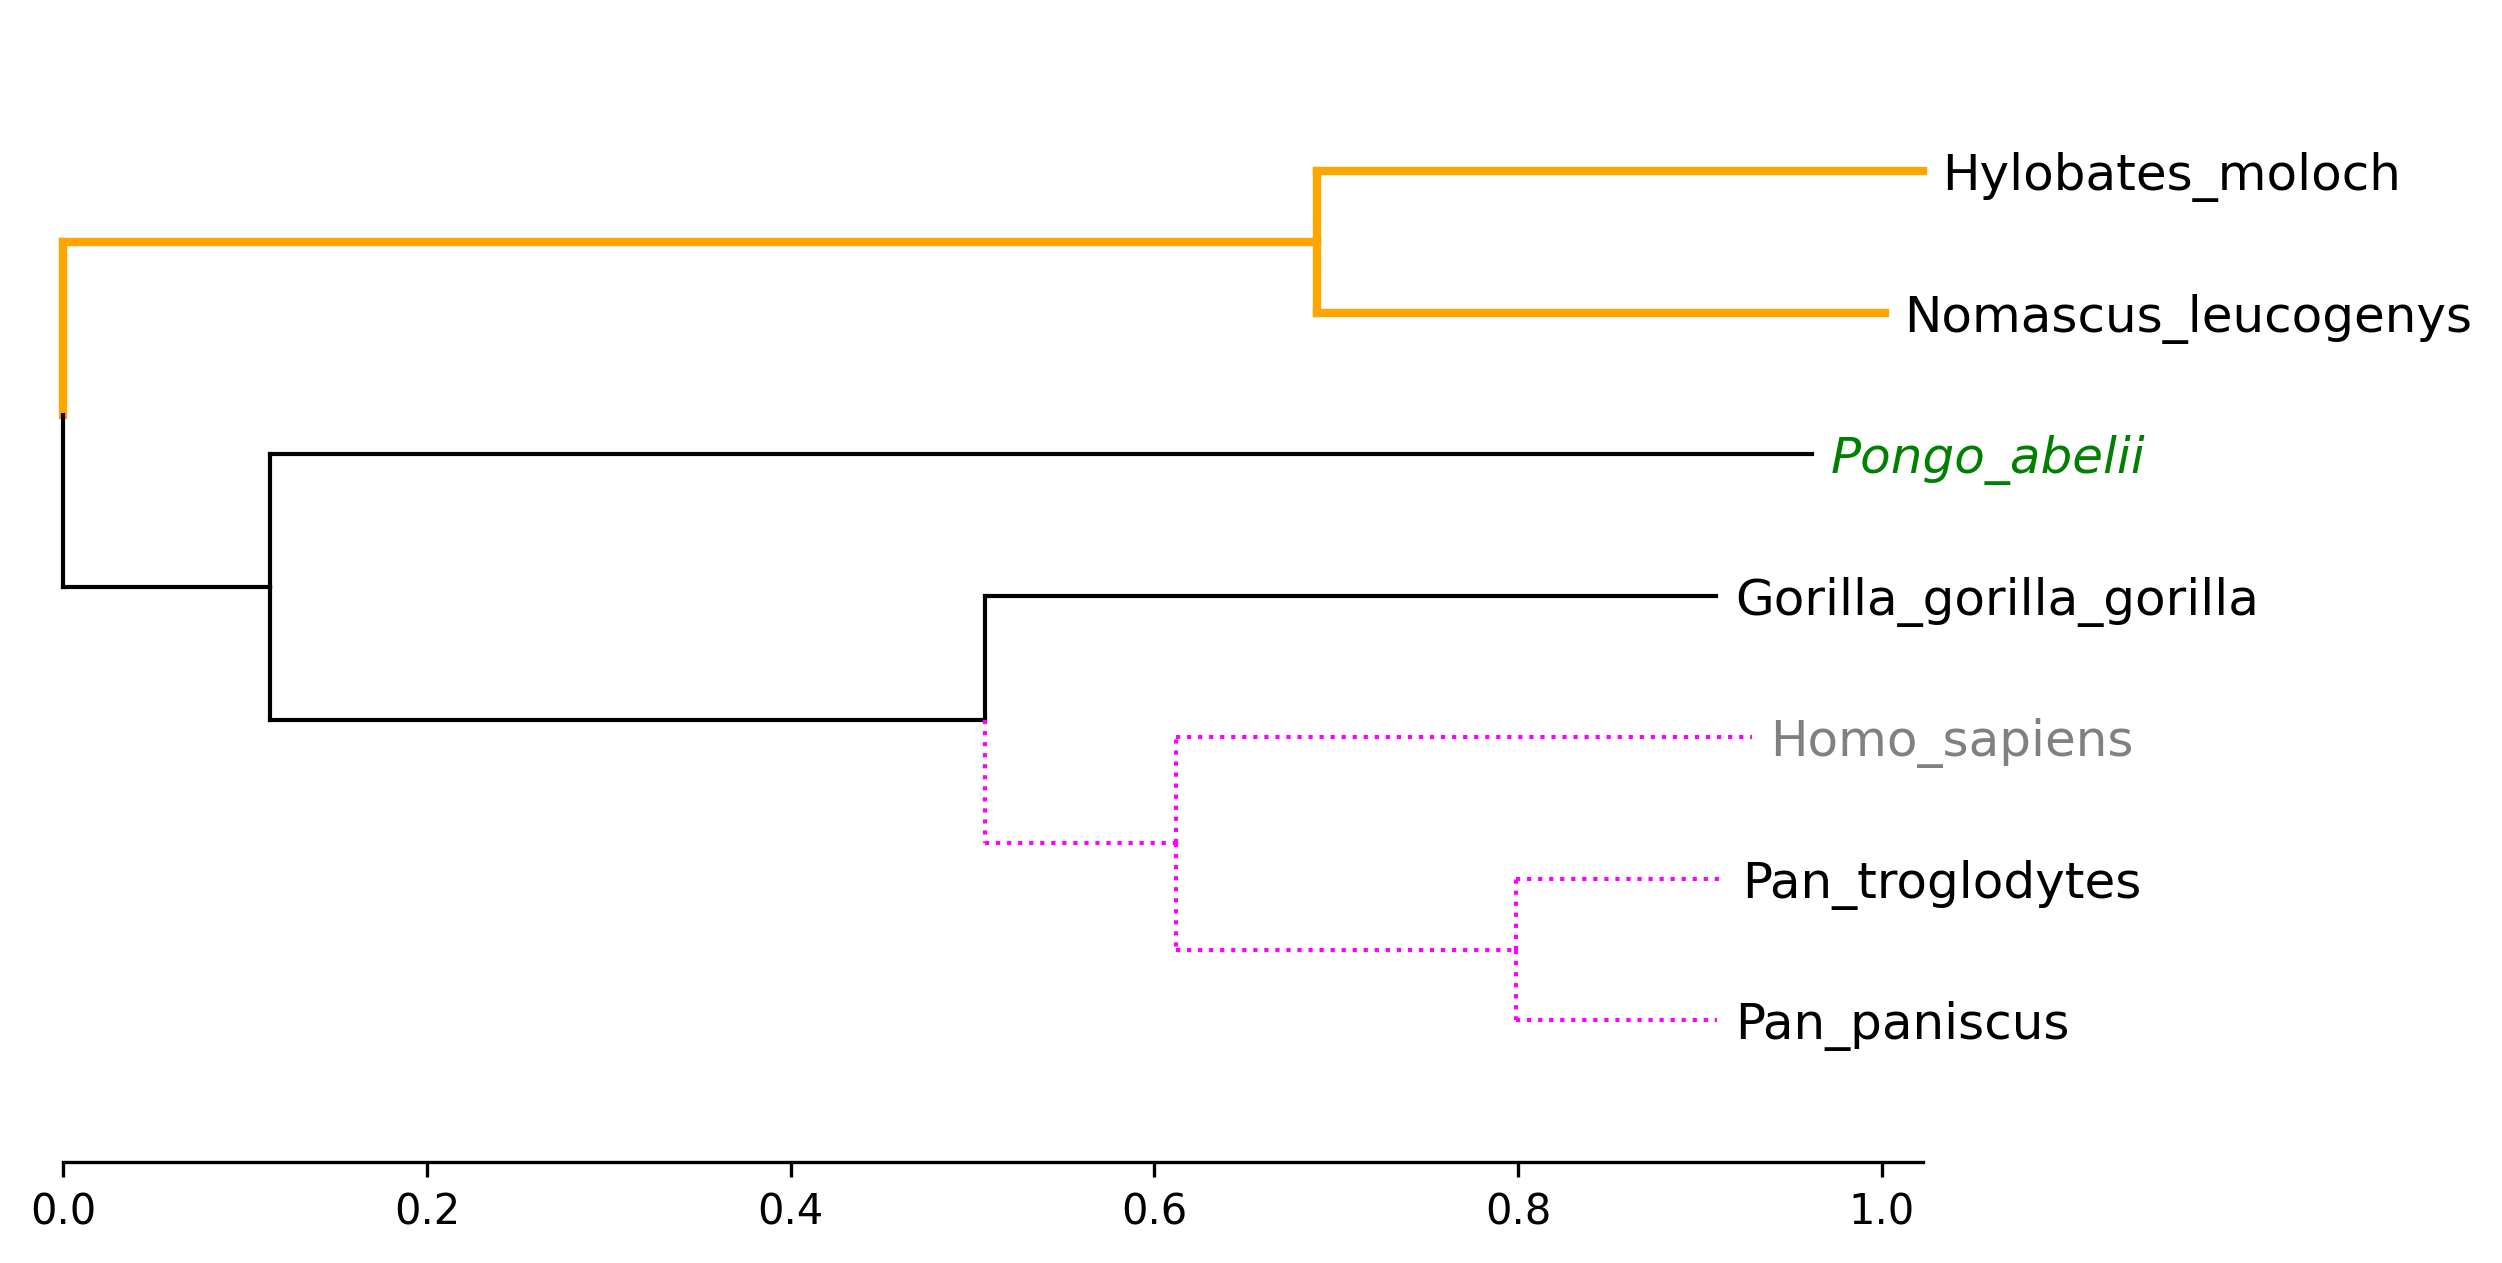 Hylobates_moloch
Nomascus_leucogenys
Pongo_abelii
Gorilla_gorilla_gorilla
Homo_sapiens
Pan_troglodytes
Pan_paniscus
0.0 0.2 0.4 0.6 0.8 1.0